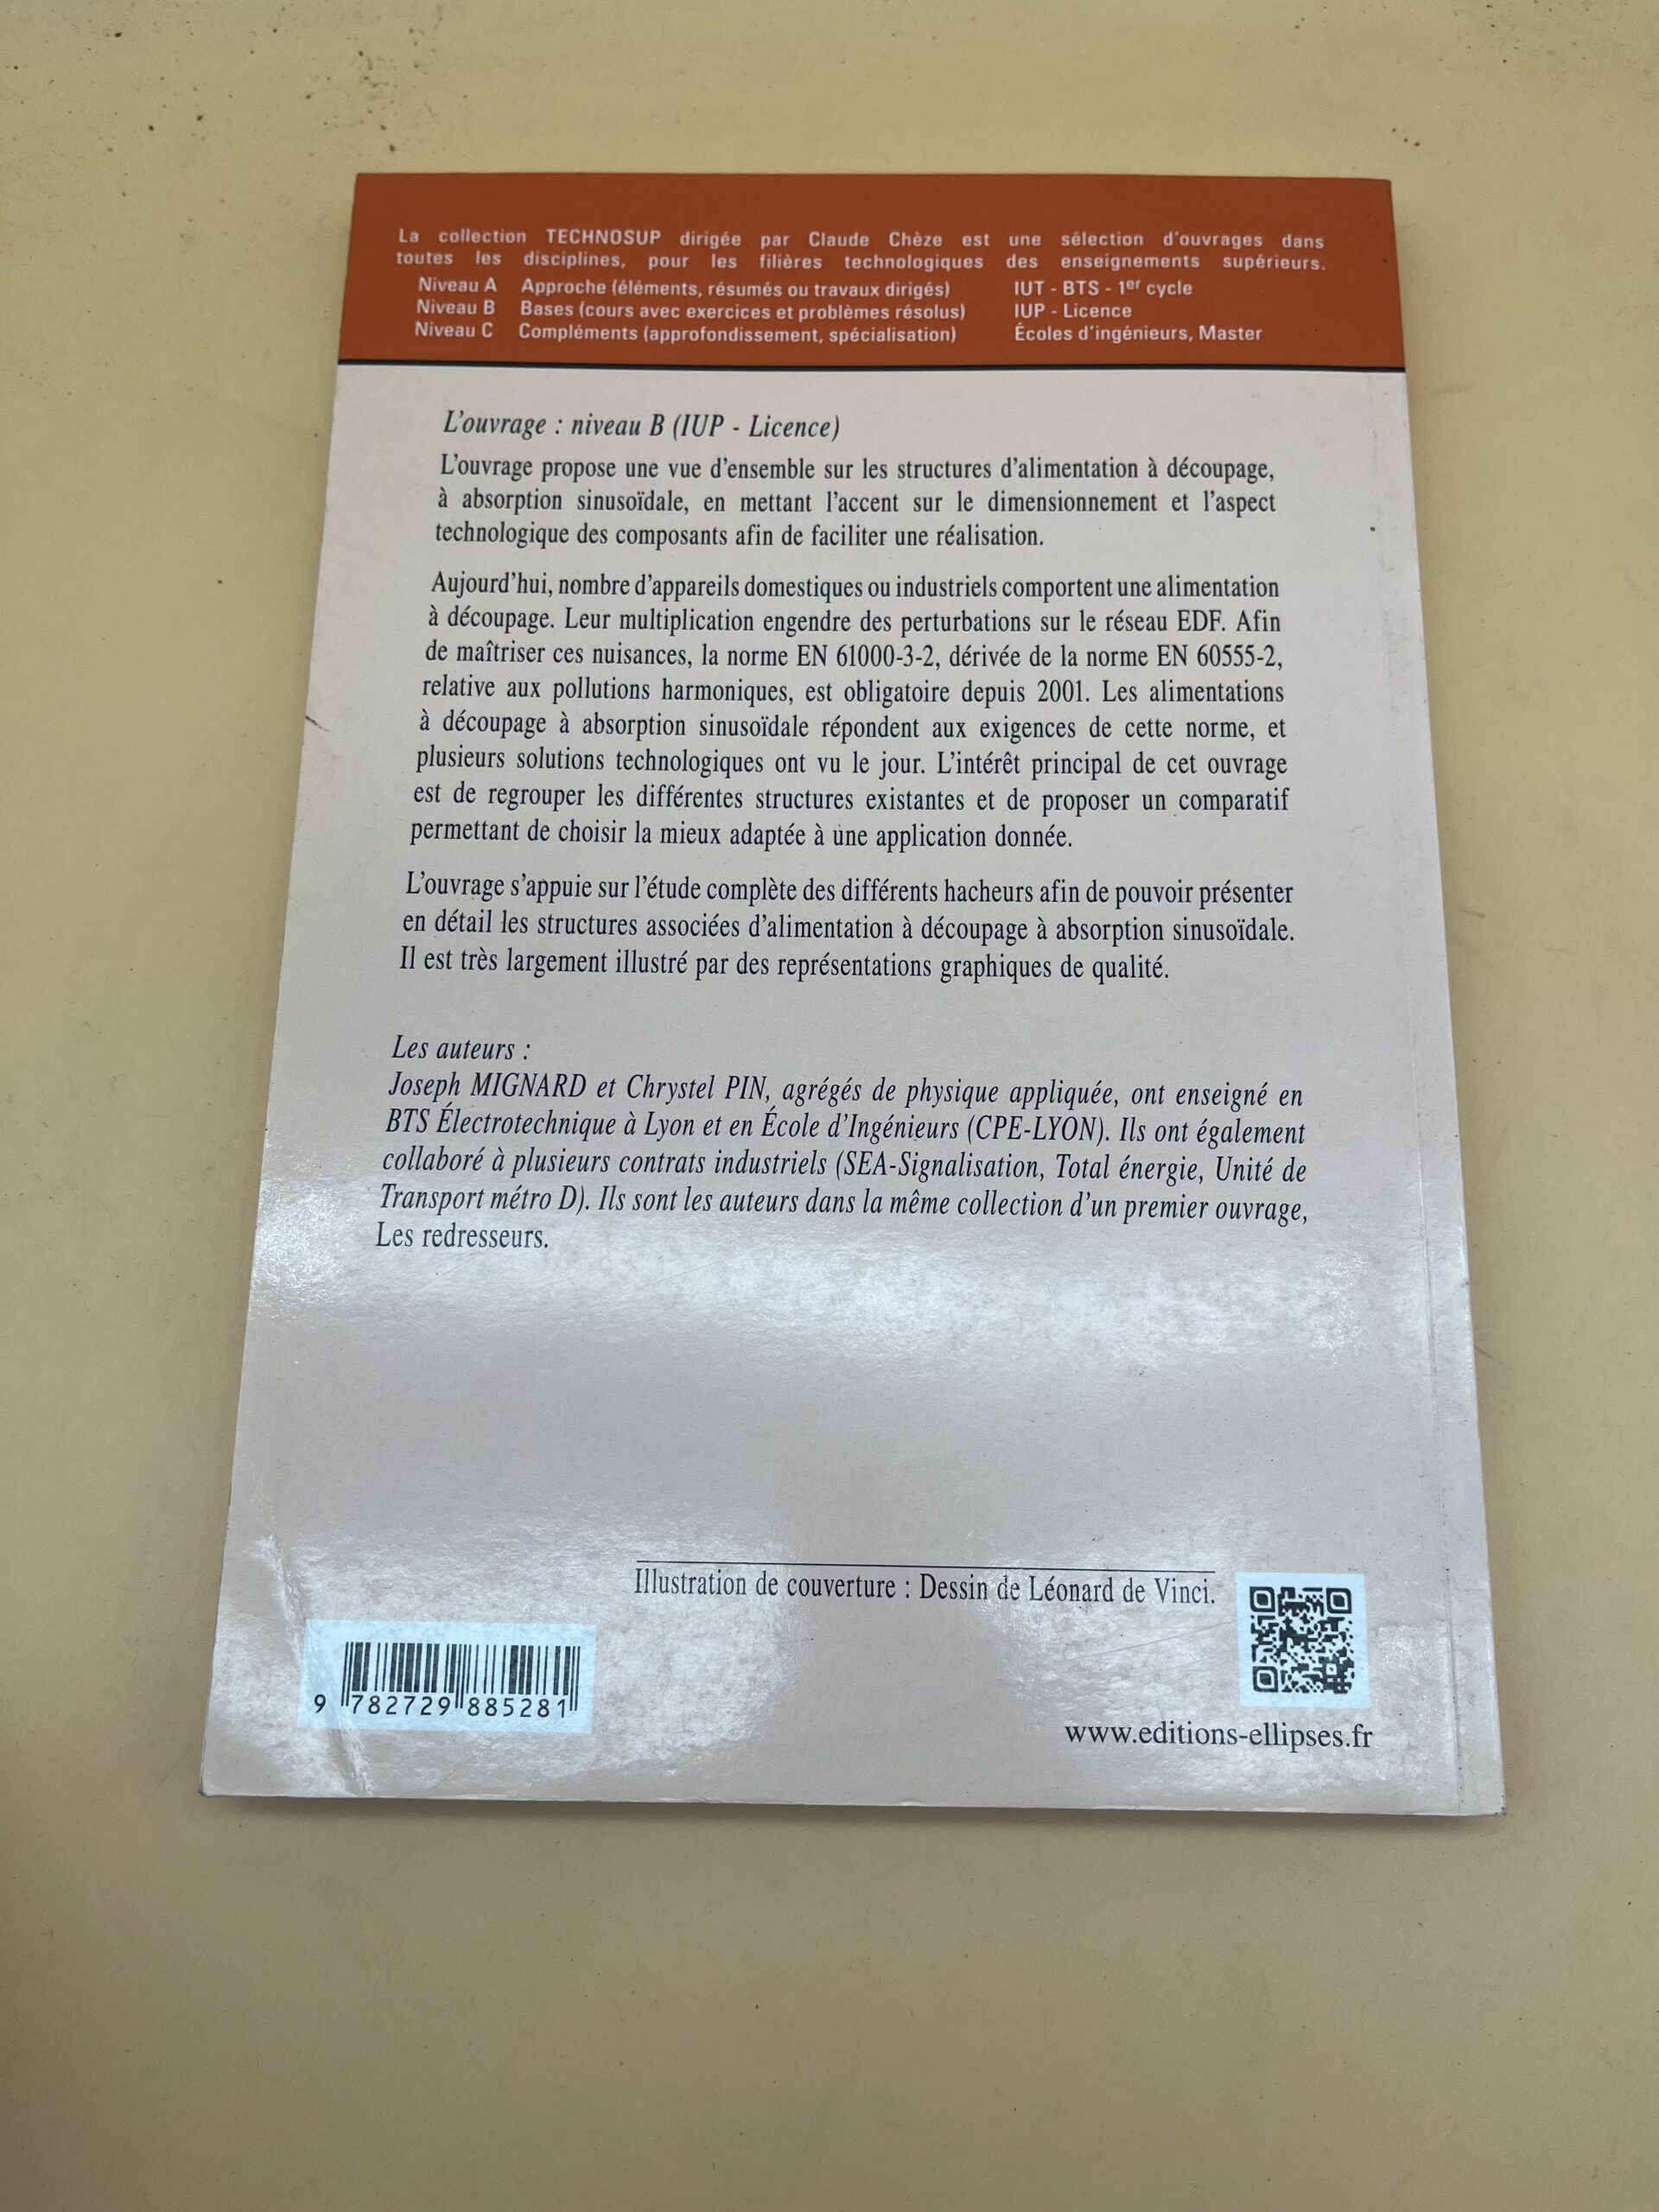 La collection TECHNOSUP dirigée par Claude Chèze est une sélection d'ouvrages dans
toutes les disciplines, pour les filières technologiques des enseignements supérieurs.
Niveau A Approche (éléments, résumés ou travaux dirigés) IUT - BTS - 1er cycle
Niveau B Bases (cours avec exercices et problèmes résolus) IUP - Licence
Niveau C Compléments (approfondissement, spécialisation) Écoles d'ingénieurs, Master
L'ouvrage : niveau B (IUP - Licence)
L'ouvrage propose une vue d'ensemble sur les structures d'alimentation à découpage,
à absorption sinusoïdale, en mettant l'accent sur le dimensionnement et l'aspect
technologique des composants afin de faciliter une réalisation.
Aujourd'hui, nombre d'appareils domestiques ou industriels comportent une alimentation
à découpage. Leur multiplication engendre des perturbations sur le réseau EDF. Afin
de maîtriser ces nuisances, la norme EN 61000-3-2, dérivée de la norme EN 60555-2,
relative aux pollutions harmoniques, est obligatoire depuis 2001. Les alimentations
à découpage à absorption sinusoïdale répondent aux exigences de cette norme, et
plusieurs solutions technologiques ont vu le jour. L'intérêt principal de cet ouvrage
est de regrouper les différentes structures existantes et de proposer un comparatif
permettant de choisir la mieux adaptée à une application donnée.
L'ouvrage s'appuie sur l'étude complète des différents hacheurs afin de pouvoir présenter
en détail les structures associées d'alimentation à découpage à absorption sinusoïdale.
Il est très largement illustré par des représentations graphiques de qualité.
Les auteurs :
Joseph MIGNARD et Chrystel PIN, agrégés de physique appliquée, ont enseigné en
BTS Électrotechnique à Lyon et en École d'Ingénieurs (CPE-LYON). Ils ont également
collaboré à plusieurs contrats industriels (SEA-Signalisation, Total énergie, Unité de
Transport métro D). Ils sont les auteurs dans la même collection d'un premier ouvrage,
Les redresseurs.
Illustration de couverture : Dessin de Léonard de Vinci.
9 782729 885281
www.editions-ellipses.fr